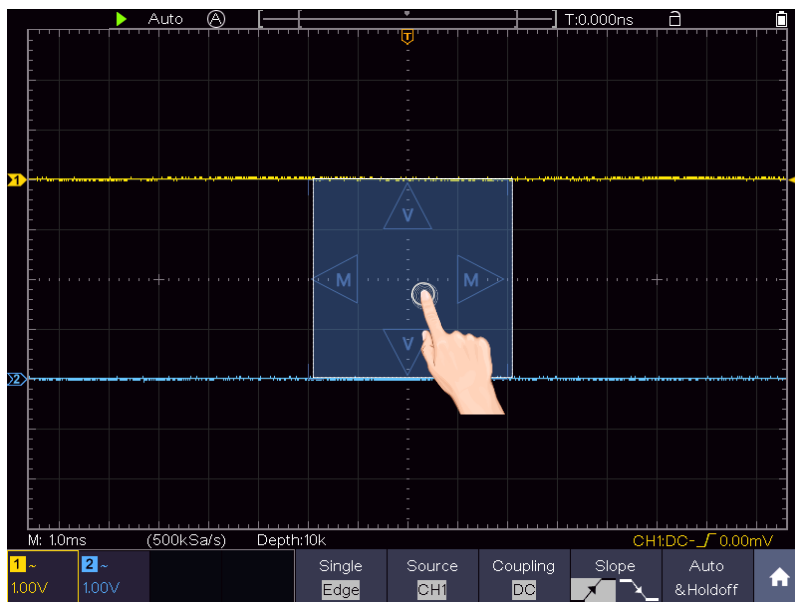 Auto A T:0.000ns
T
1
∀
M M
∀
2
M: 1.0ms (500kSa/s) Depth:10k CH1:DC- 0.00mV
1 ~ 2 ~ Single Source Coupling Slope Auto
1.00V 1.00V Edge CH1 DC &Holdoff